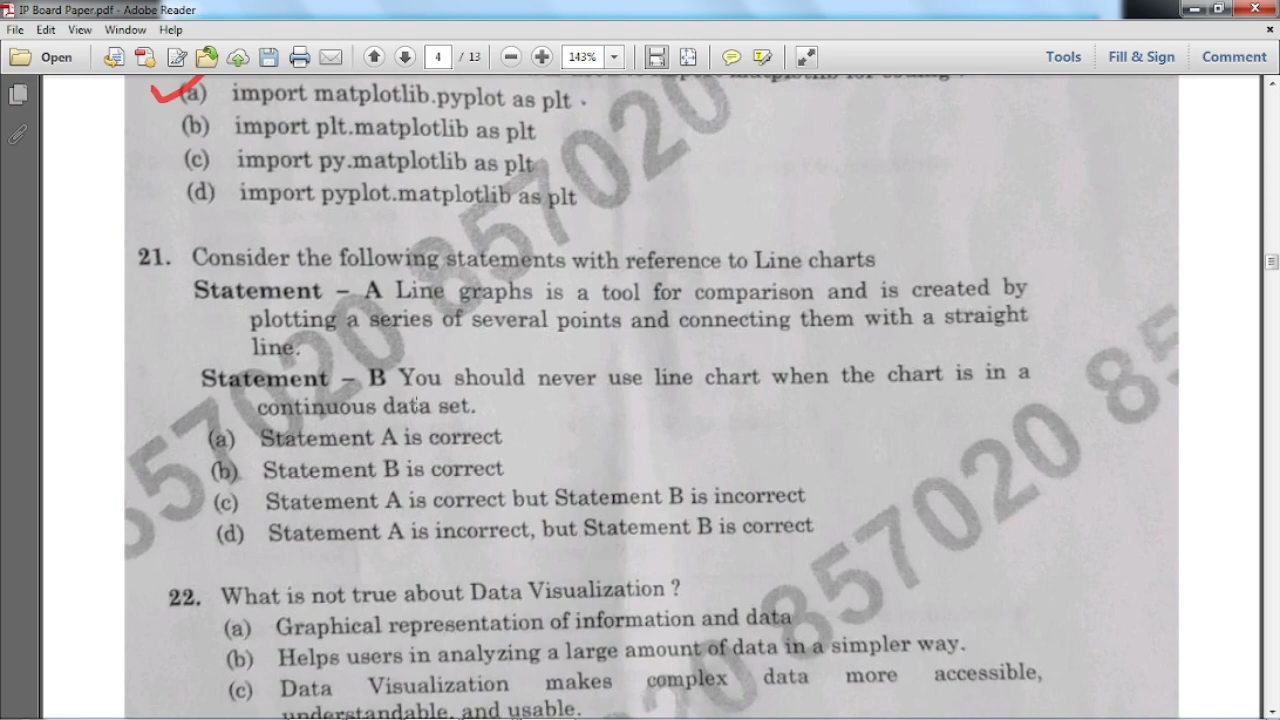 IP Board Paper.pdf - Adobe Reader
File Edit View Window Help
Open 4 / 13 143% Tools Fill & Sign Comment
(a) import matplotlib.pyplot as plt .
(b) import plt.matplotlib as plt
(c) import py.matplotlib as plt
(d) import pyplot.matplotlib as plt
21. Consider the following statements with reference to Line charts
Statement – A Line graphs is a tool for comparison and is created by
plotting a series of several points and connecting them with a straight
line.
Statement – B You should never use line chart when the chart is in a
continuous data set.
(a) Statement A is correct
(b) Statement B is correct
(c) Statement A is correct but Statement B is incorrect
(d) Statement A is incorrect, but Statement B is correct
22. What is not true about Data Visualization ?
(a) Graphical representation of information and data
(b) Helps users in analyzing a large amount of data in a simpler way.
(c) Data Visualization makes complex data more accessible,
understandable, and usable.
857020 857020
857020 857020 85